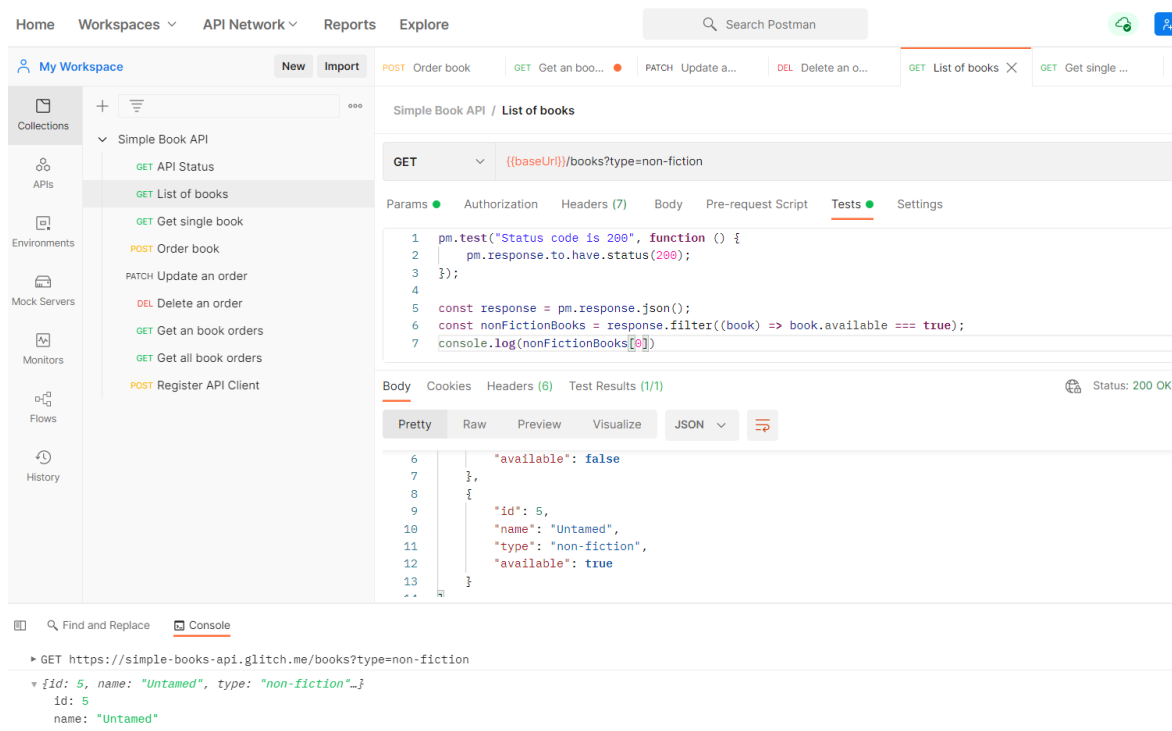 Home Workspaces API Network Reports Explore Search Postman
My Workspace New Import
POST Order book GET Get an boo... PATCH Update a... DEL Delete an o... GET List of books GET Get single ...
Collections
APIs
Environments
Mock Servers
Monitors
Flows
History
Simple Book API
GET API Status
GET List of books
GET Get single book
POST Order book
PATCH Update an order
DEL Delete an order
GET Get an book orders
GET Get all book orders
POST Register API Client
Simple Book API / List of books
GET {{baseUrl}}/books?type=non-fiction
Params Authorization Headers (7) Body Pre-request Script Tests Settings
1 pm.test("Status code is 200", function () {
2 pm.response.to.have.status(200);
3 });
4
5 const response = pm.response.json();
6 const nonFictionBooks = response.filter((book) => book.available === true);
7 console.log(nonFictionBooks[0])
Body Cookies Headers (6) Test Results (1/1) Status: 200 OK
Pretty Raw Preview Visualize JSON
6 "available": false
7 },
8 {
9 "id": 5,
10 "name": "Untamed",
11 "type": "non-fiction",
12 "available": true
13 }
Find and Replace Console
GET https://simple-books-api.glitch.me/books?type=non-fiction
{id: 5, name: "Untamed", type: "non-fiction"…}
id: 5
name: "Untamed"